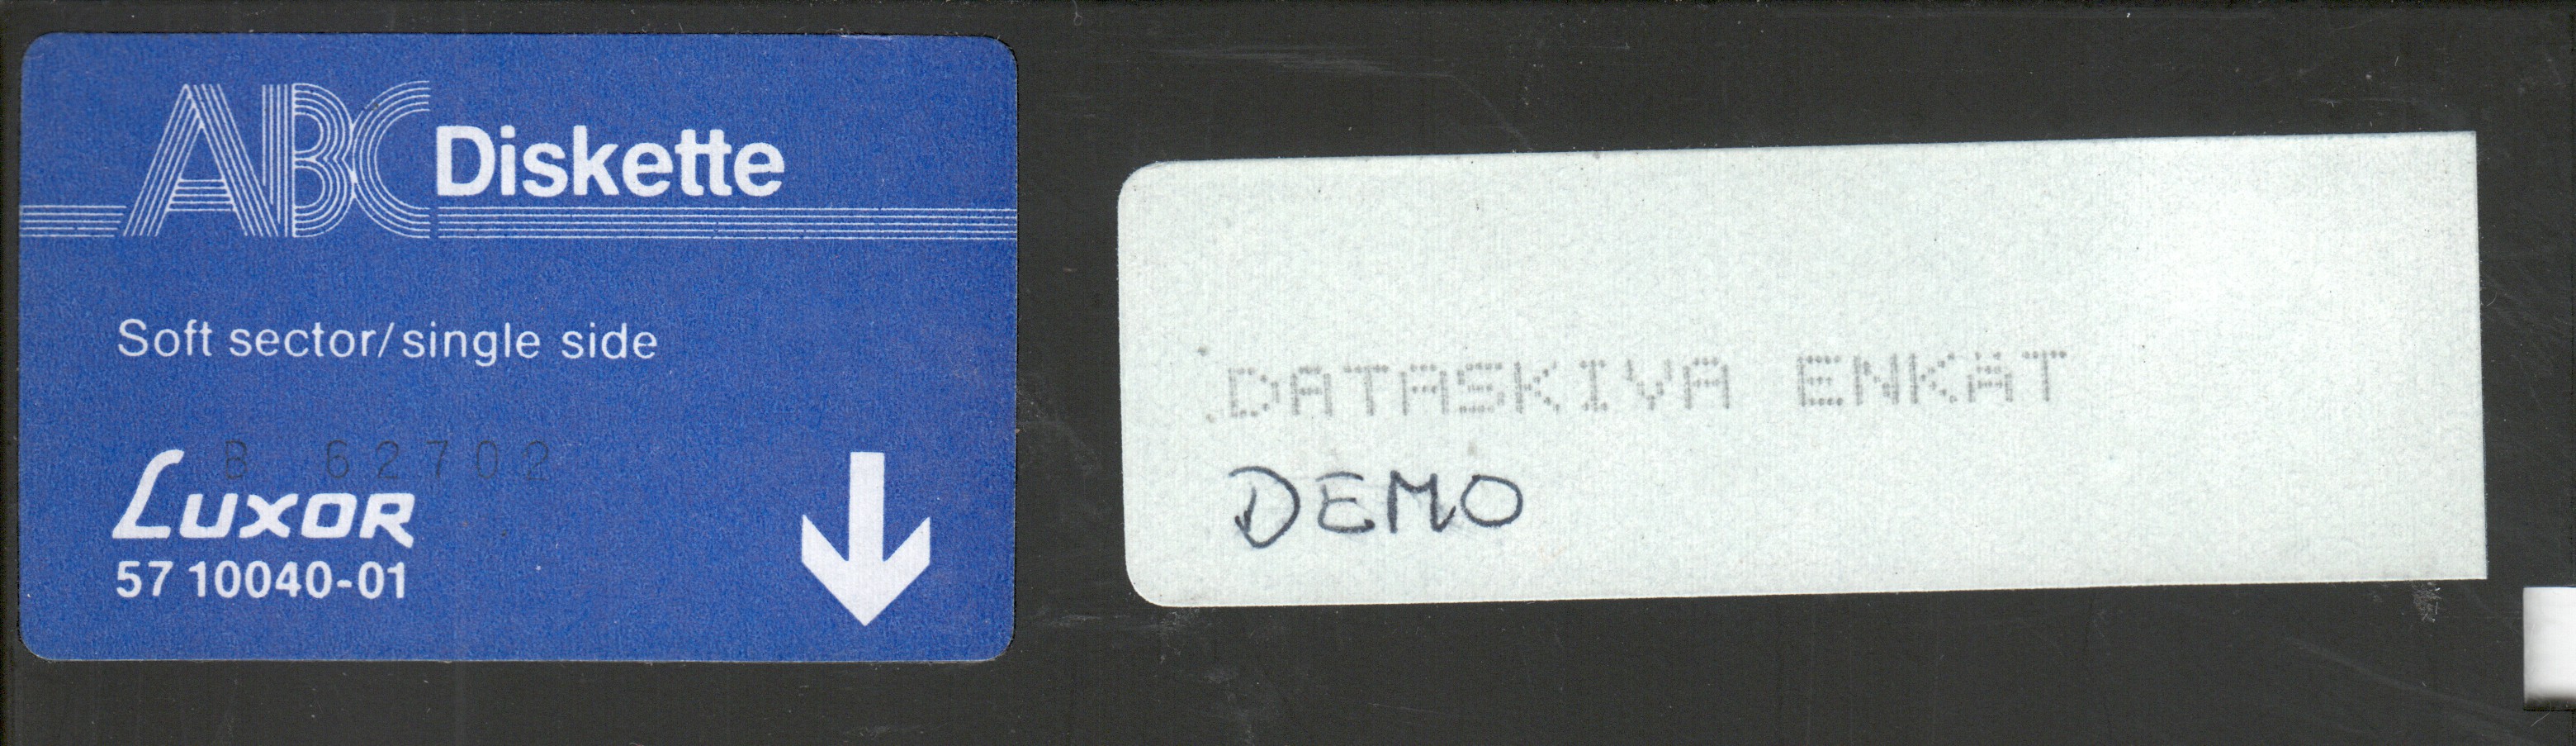 ABC Diskette
Soft sector/single side
B 62702
LUXOR
57 10040-01
DATASKIVA ENKÄT
DEMO